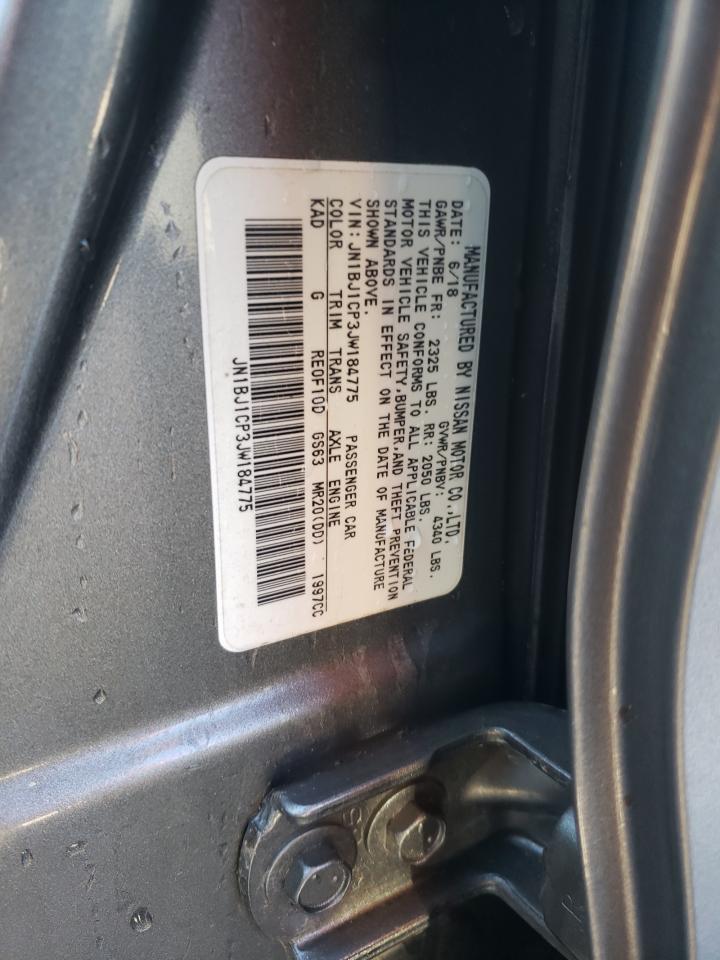 MANUFACTURED BY NISSAN MOTOR CO.,LTD.
DATE: 6/18 GVWR/PNBV: 4340 LBS.
GAWR/PNBE FR: 2325 LBS. RR: 2050 LBS.
THIS VEHICLE CONFORMS TO ALL APPLICABLE FEDERAL
MOTOR VEHICLE SAFETY,BUMPER,AND THEFT PREVENTION
STANDARDS IN EFFECT ON THE DATE OF MANUFACTURE
SHOWN ABOVE.
VIN: JN1BJ1CP3JW184775 PASSENGER CAR
COLOR TRIM TRANS AXLE ENGINE
KAD G RE0F10D GS63 MR20(DD) 1997CC
JN1BJ1CP3JW184775
R